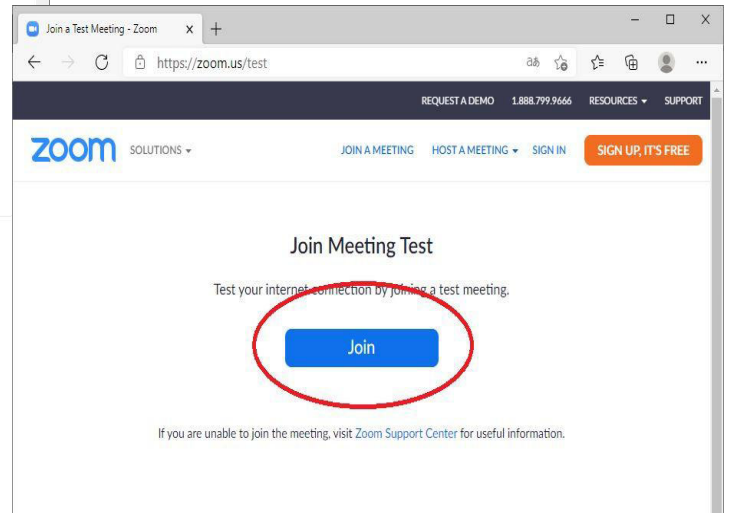 Join a Test Meeting - Zoom
https://zoom.us/test
REQUEST A DEMO 1.888.799.9666 RESOURCES SUPPORT
zoom SOLUTIONS JOIN A MEETING HOST A MEETING SIGN IN SIGN UP, IT'S FREE
Join Meeting Test
Test your internet connection by joining a test meeting.
Join
If you are unable to join the meeting, visit Zoom Support Center for useful information.